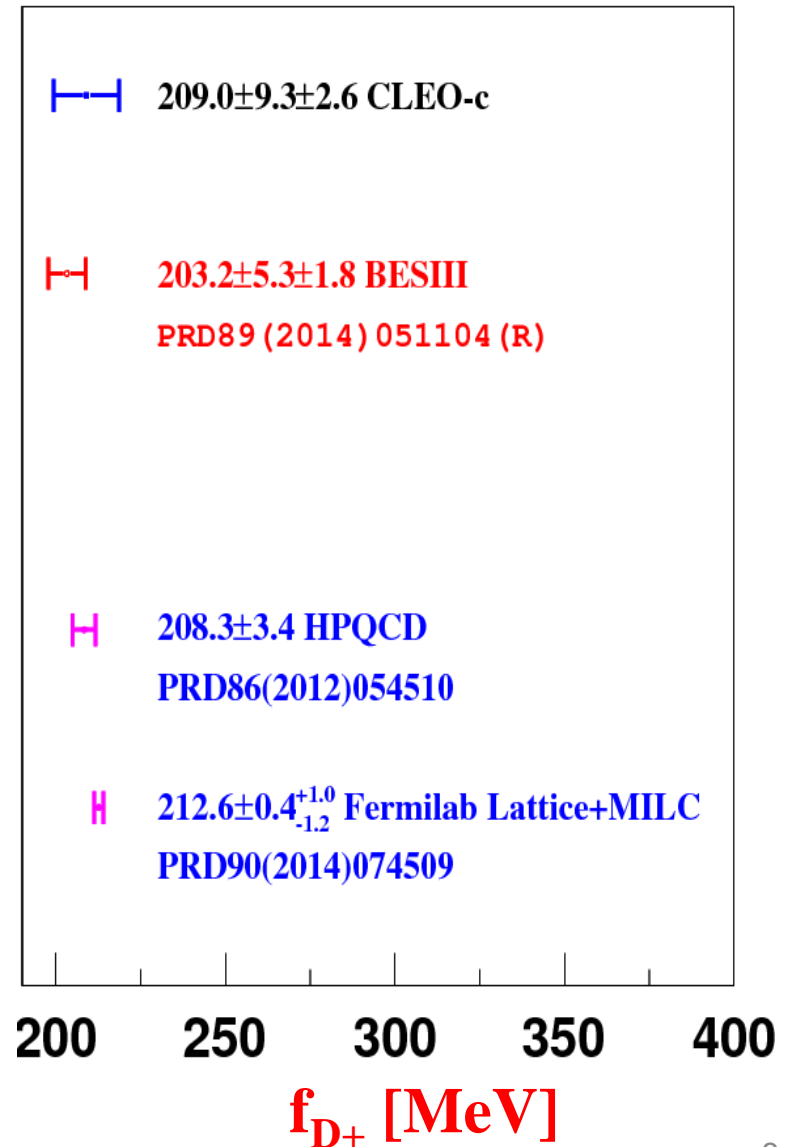 209.0±9.3±2.6 CLEO-c
203.2±5.3±1.8 BESIII
PRD89(2014)051104(R)
208.3±3.4 HPQCD
PRD86(2012)054510
212.6±0.4+1.0-1.2 Fermilab Lattice+MILC
PRD90(2014)074509
200 250 300 350 400
fD+ [MeV]